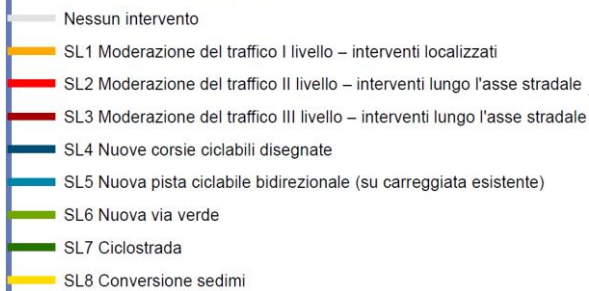 Nessun intervento
SL1 Moderazione del traffico I livello – interventi localizzati
SL2 Moderazione del traffico II livello – interventi lungo l'asse stradale
SL3 Moderazione del traffico III livello – interventi lungo l'asse stradale
SL4 Nuove corsie ciclabili disegnate
SL5 Nuova pista ciclabile bidirezionale (su carreggiata esistente)
SL6 Nuova via verde
SL7 Ciclostrada
SL8 Conversione sedimi